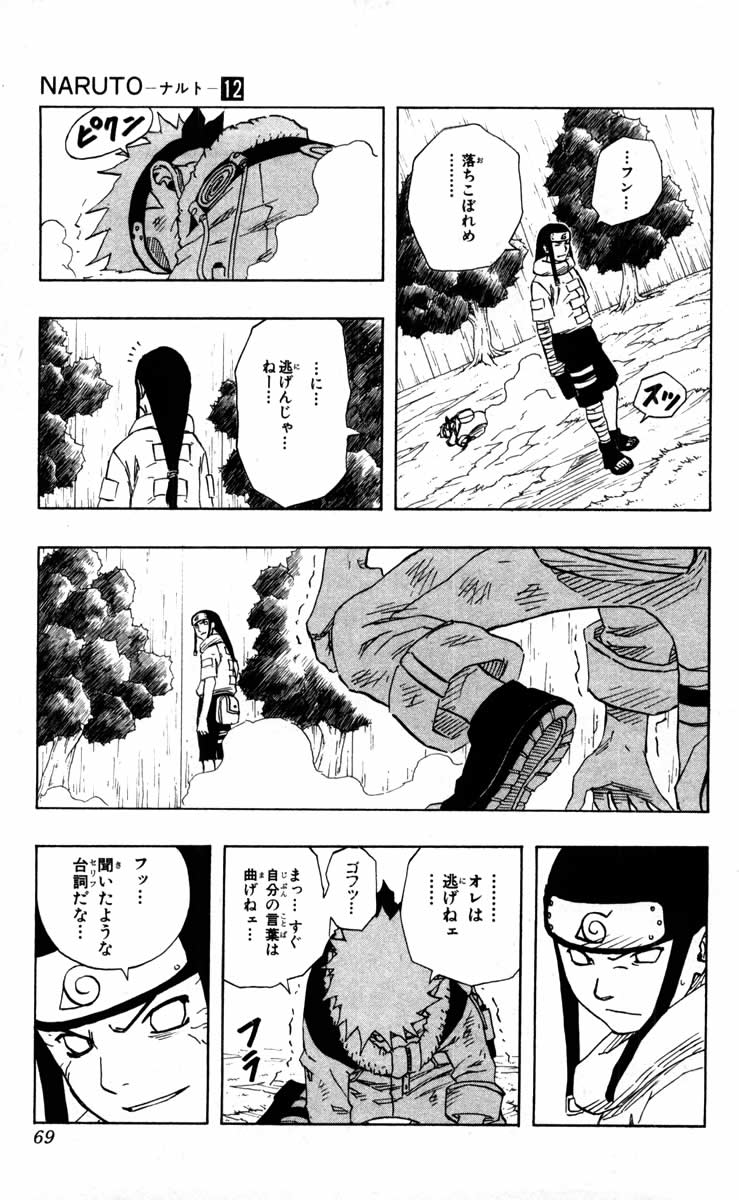 NARUTO―ナルト―12
…フン…
落ちこぼれめ
………
スッ
ピクン
…に…
逃げんじゃ
ねー…
………
オレは
逃げねェ
………
ゴフッ…
まっ…すぐ
自分の言葉は
曲げねェ…
フラ
フッ…
聞いたような
台詞だな…
69